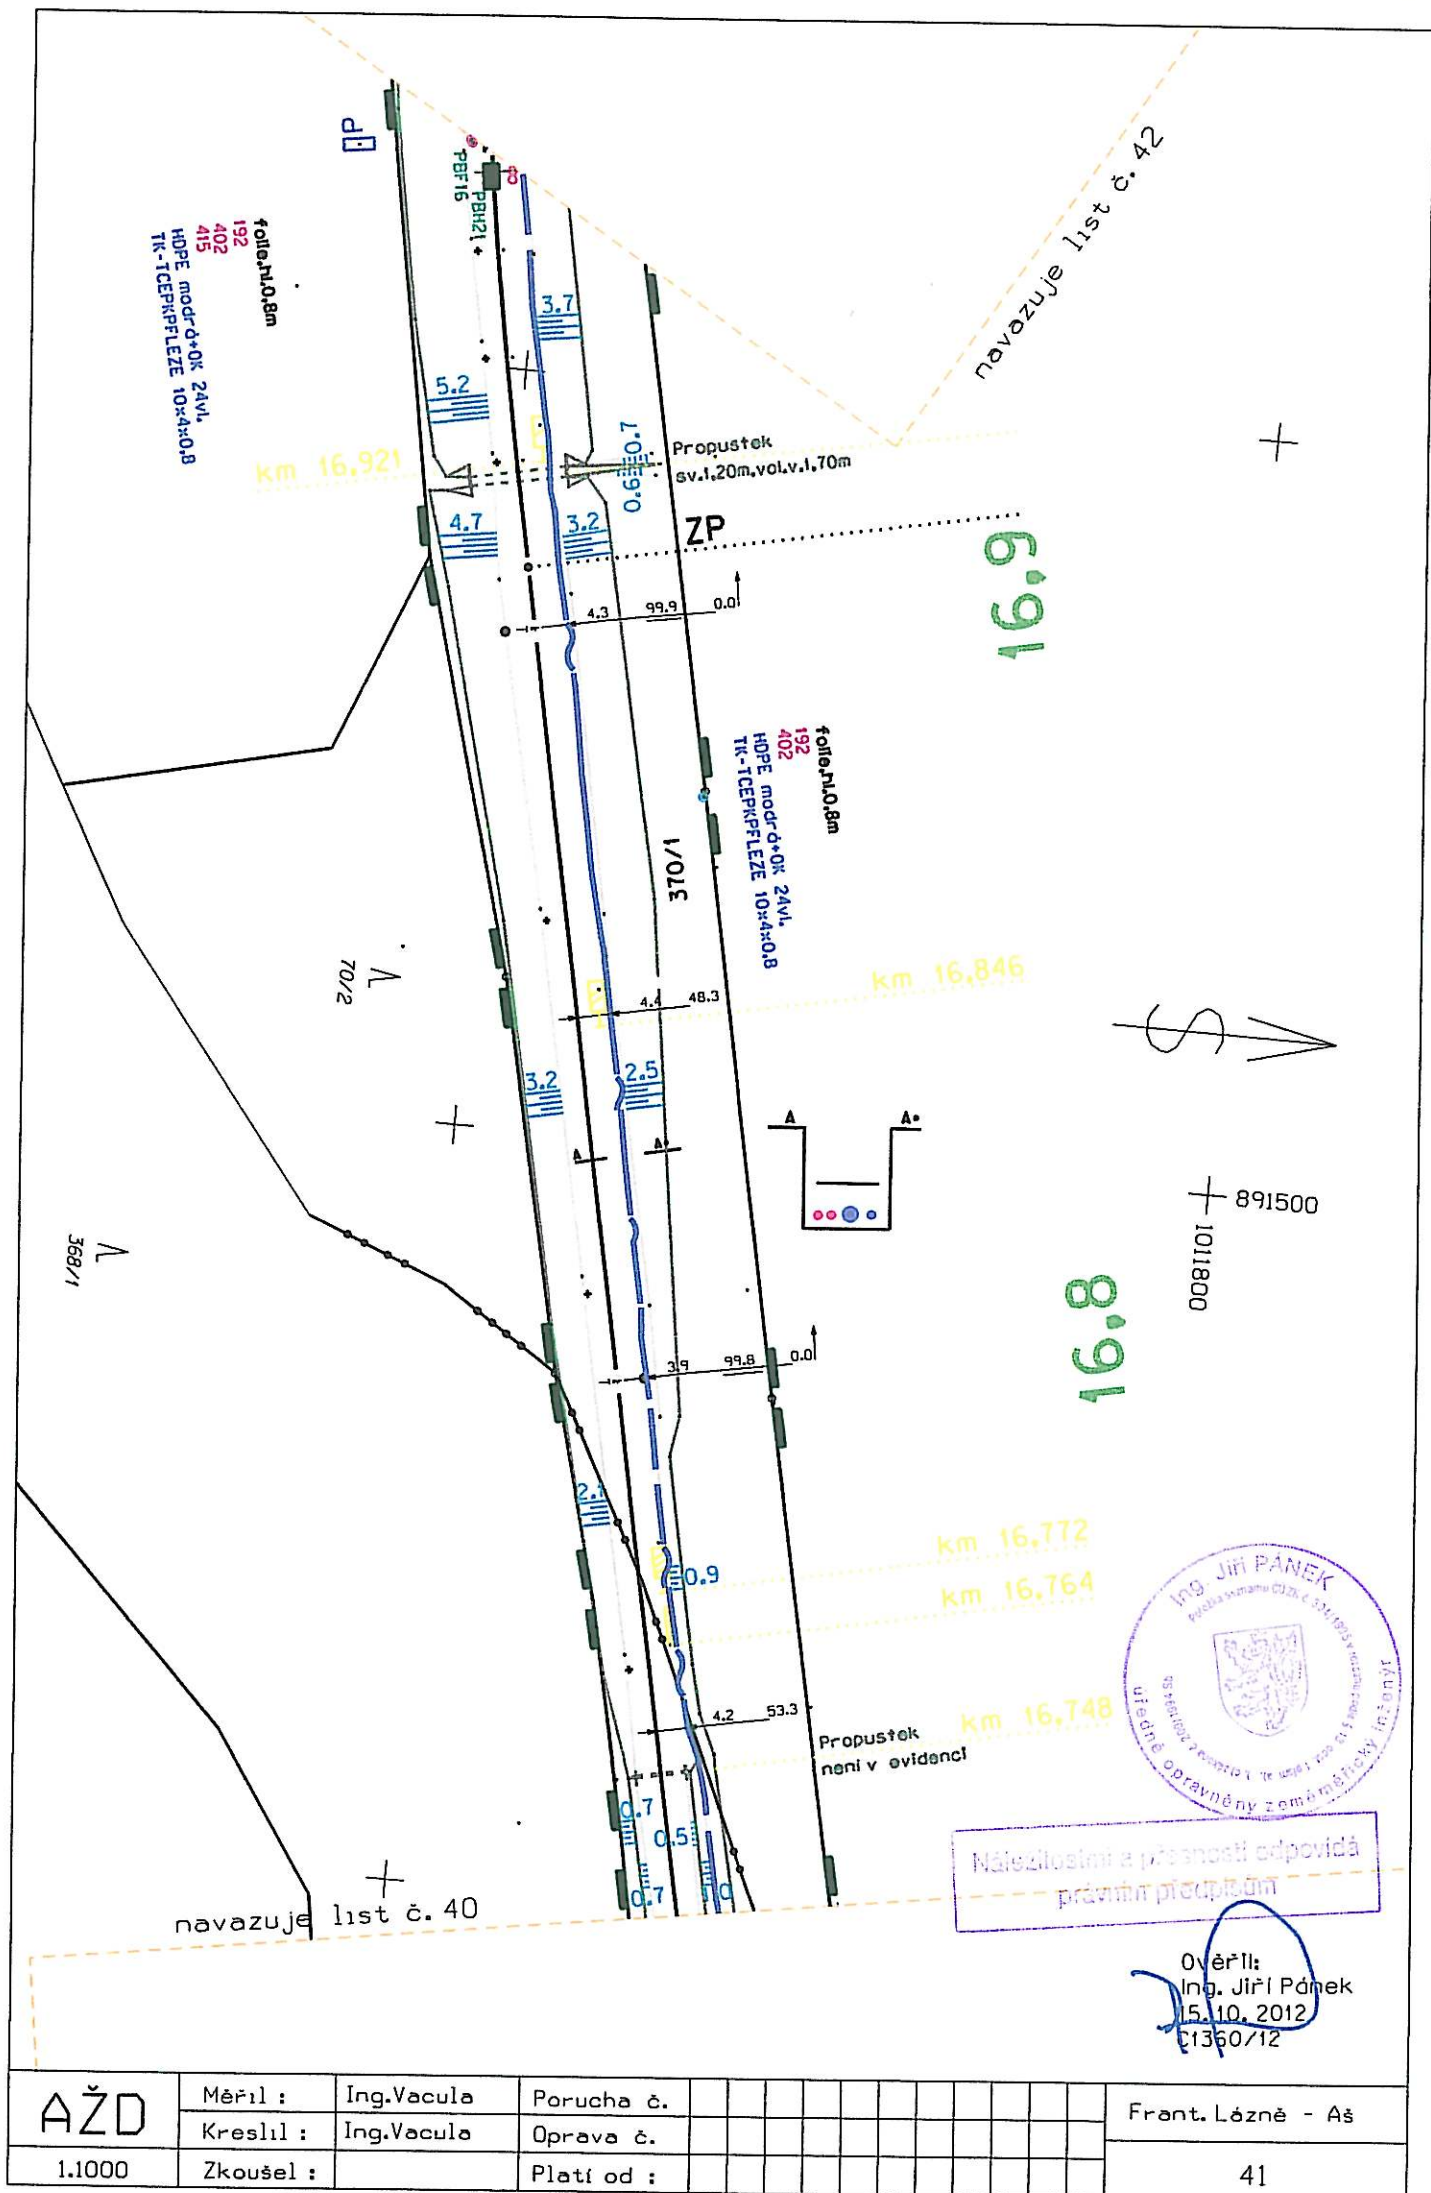 navazuje list č. 42
PBF16
PBH21
folie,hl.0,8m
192
402
415
HDPE modrá+OK 24vl.
TK-TCEPKPFLEZE 10x4x0,8
3.7
5.2
km 16,921
0.7
0.6
Propustek
sv.1,20m,vol.v.1,70m
4.7
3.2
ZP
16,9
4.3
99.9
0.0
folie,hl.0,8m
192
402
HDPE modrá+OK 24vl.
TK-TCEPKPFLEZE 10x4x0,8
370/1
70/2
km 16,846
4.4
48.3
3.2
2.5
A
A'
A
A'
S
891500
1011800
368/1
16,8
3.9
99.8
0.0
2.1
km 16,772
0.9
km 16,764
4.2
53.3
km 16,748
Propustek
není v evidenci
0.7
0.5
0.7
1.0
Ing. Jiří PÁNEK
úředně oprávněný zeměměřický inženýr
Náležitostmi a přesností odpovídá
právním předpisům
navazuje list č. 40
Ověřil:
Ing. Jiří Pánek
15.10. 2012
C1360/12
AŽD
Měřil : Ing.Vacula Porucha č.
Kreslil : Ing.Vacula Oprava č.
Frant. Lázně - Aš
1.1000 Zkoušel : Platí od :
41